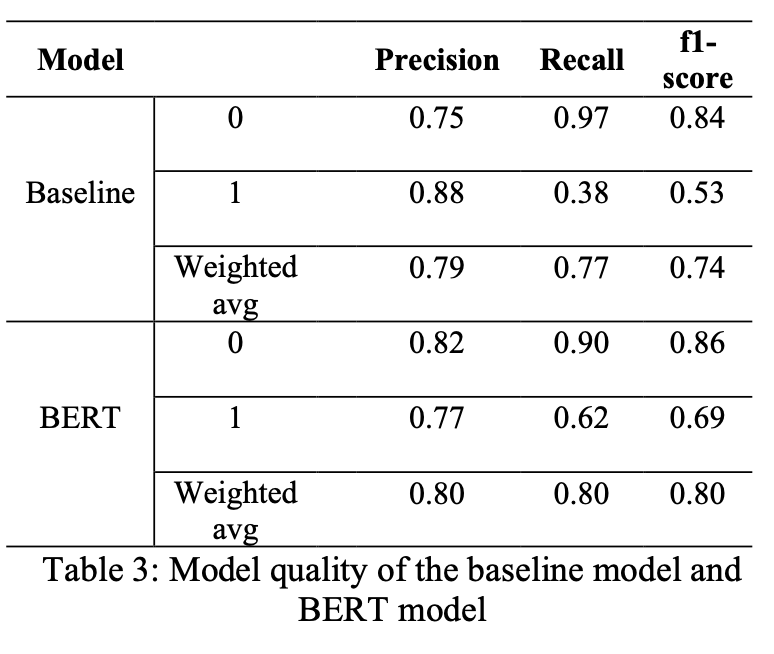 Model Precision Recall f1-score
0 0.75 0.97 0.84
Baseline 1 0.88 0.38 0.53
Weighted avg 0.79 0.77 0.74
0 0.82 0.90 0.86
BERT 1 0.77 0.62 0.69
Weighted avg 0.80 0.80 0.80
Table 3: Model quality of the baseline model and
BERT model